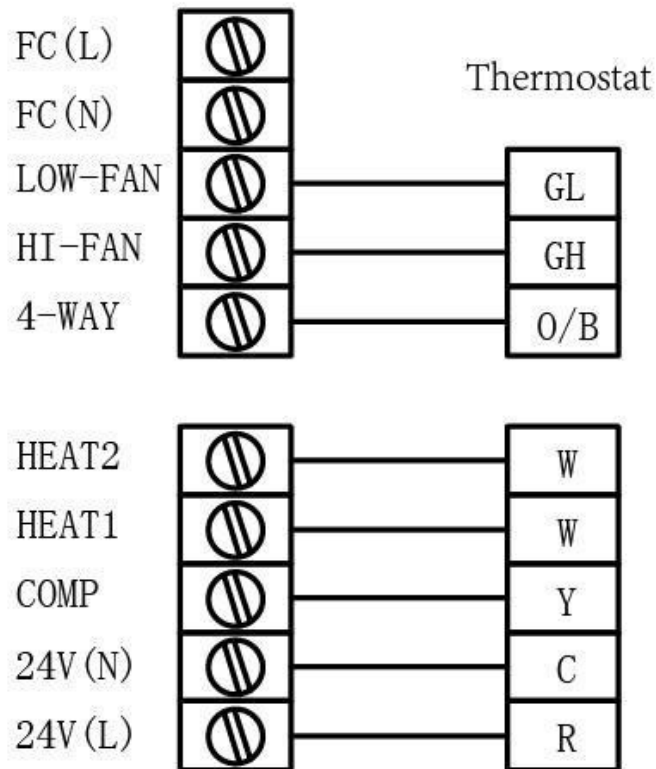 FC(L)
Thermostat
FC(N)
LOW-FAN GL
HI-FAN GH
4-WAY O/B
HEAT2 W
HEAT1 W
COMP Y
24V(N) C
24V(L) R